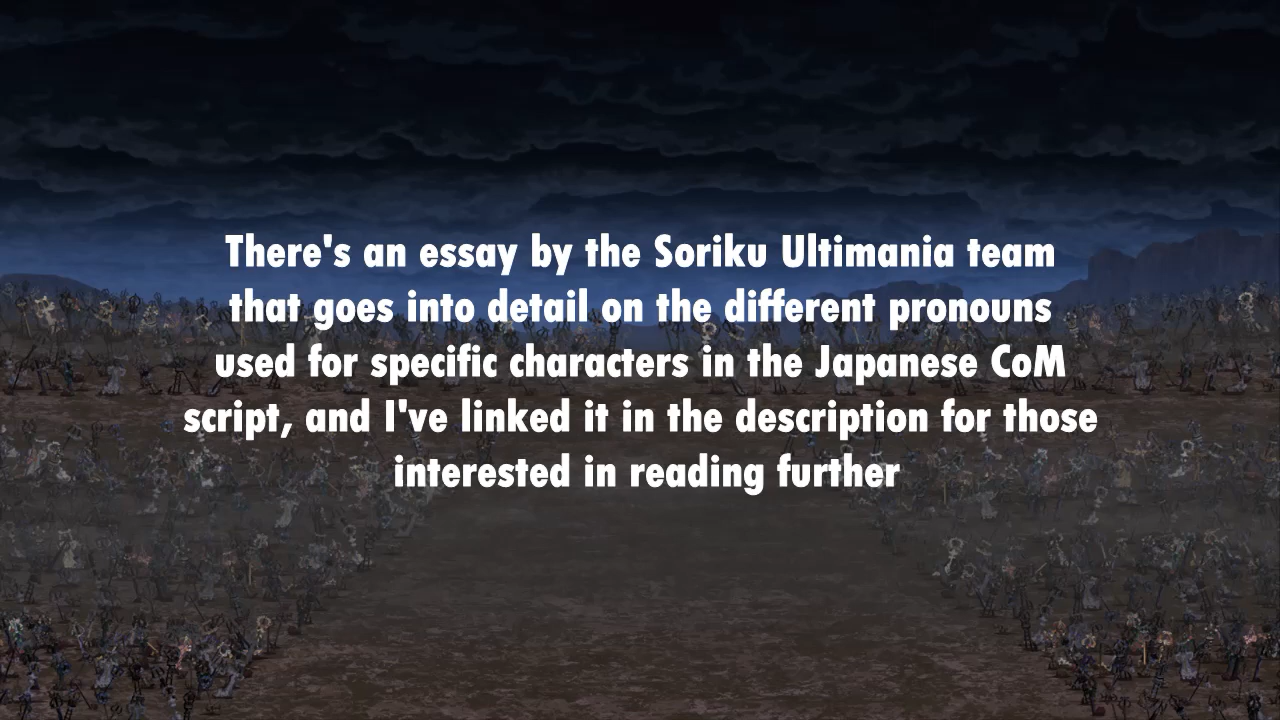 There's an essay by the Soriku Ultimania team
that goes into detail on the different pronouns
used for specific characters in the Japanese CoM
script, and I've linked it in the description for those
interested in reading further